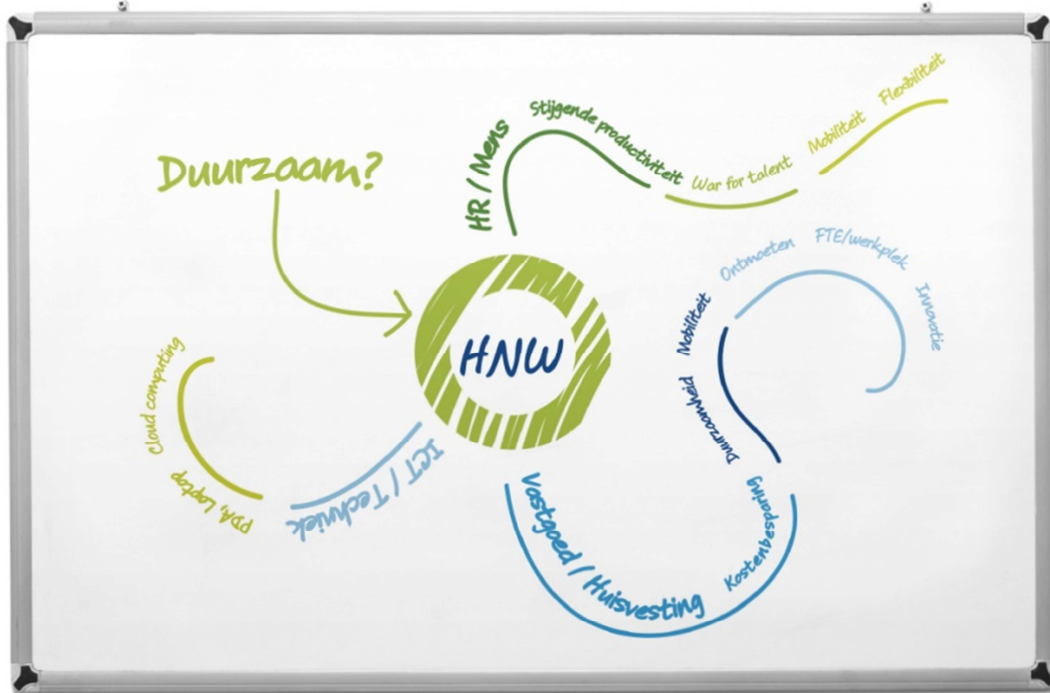 Duurzaam?
HNW
HR / Mens
Stijgende productiviteit
War for talent
Mobiliteit
Flexibiliteit
Vastgoed / Huisvesting
Kostenbesparing
Duurzaamheid
Mobiliteit
Ontmoeten
FTE/werkplek
Innovatie
ICT / Techniek
PDA, Laptop
Cloud computing